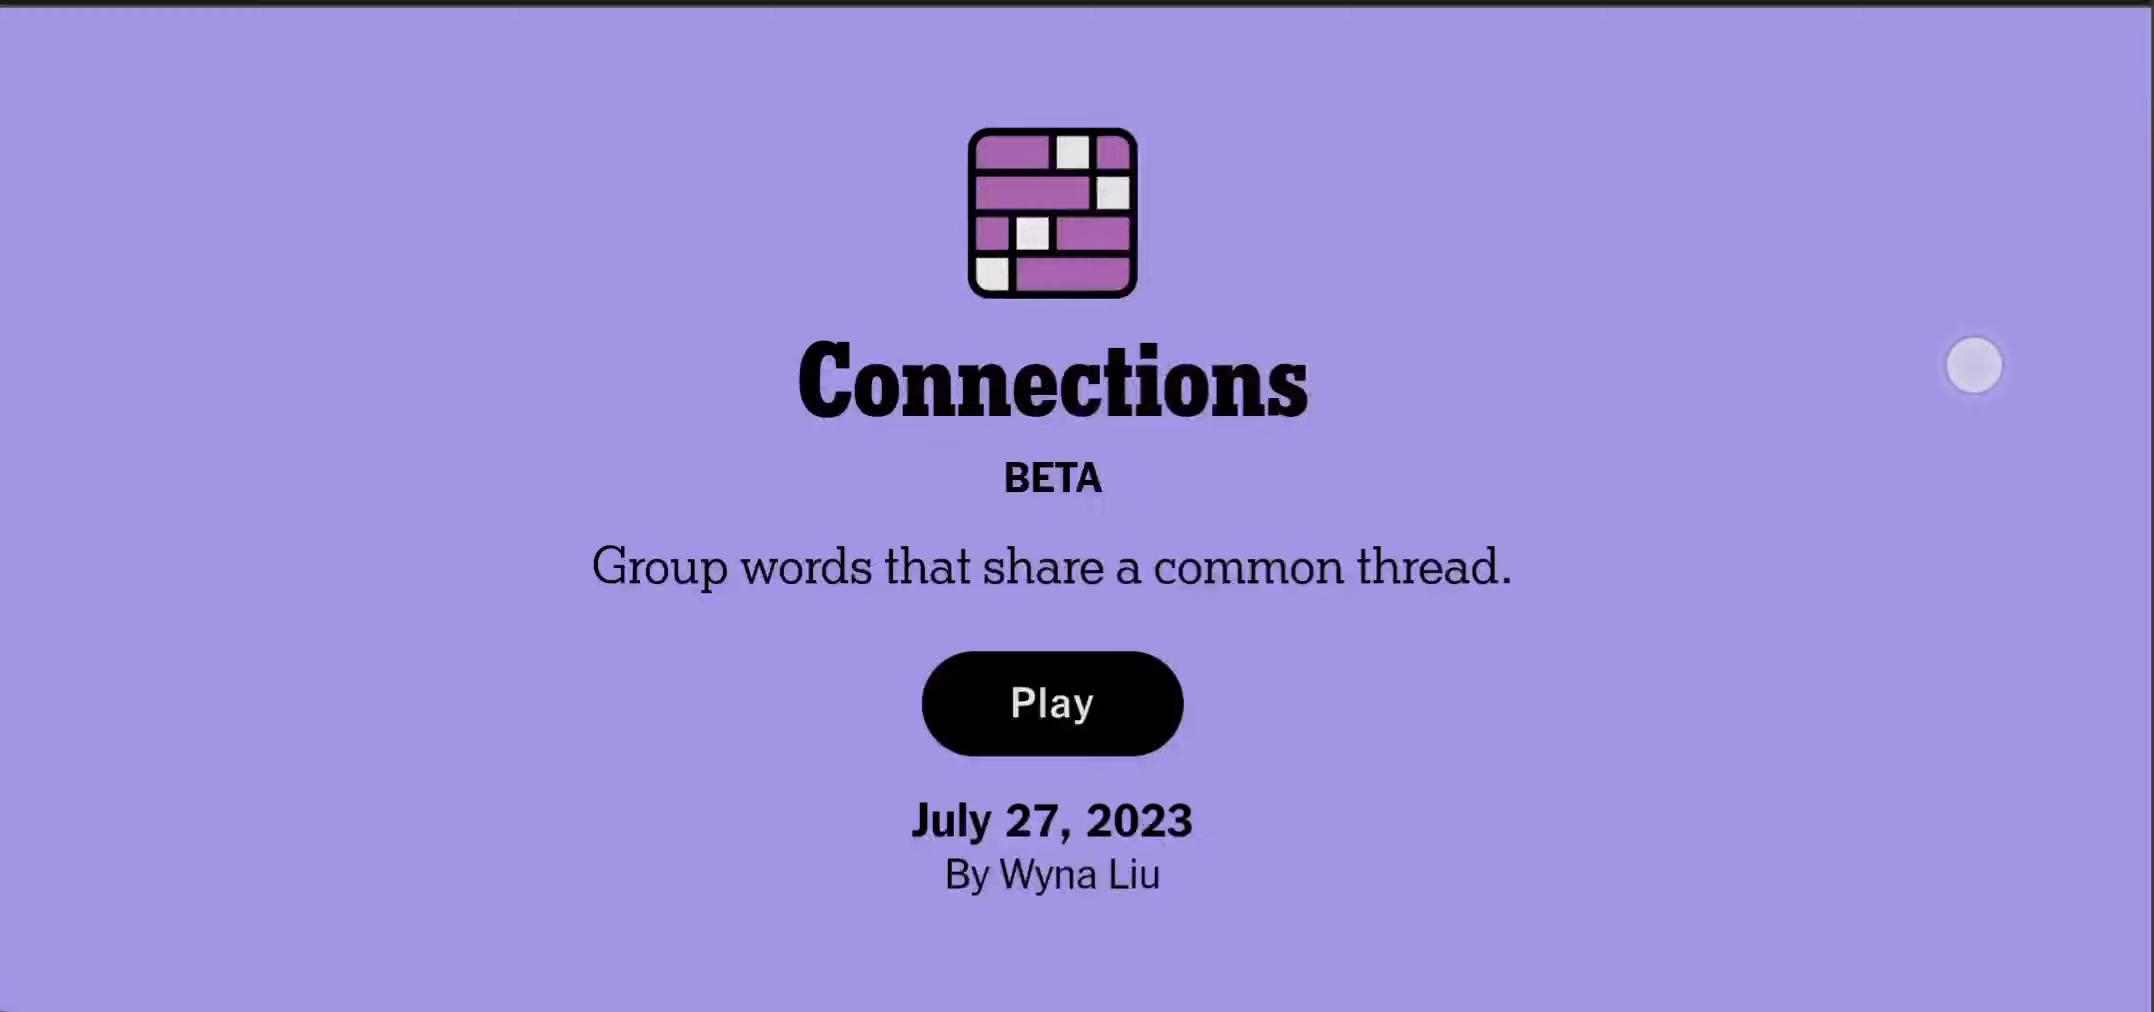 Connections
BETA
Group words that share a common thread.
Play
July 27, 2023
By Wyna Liu